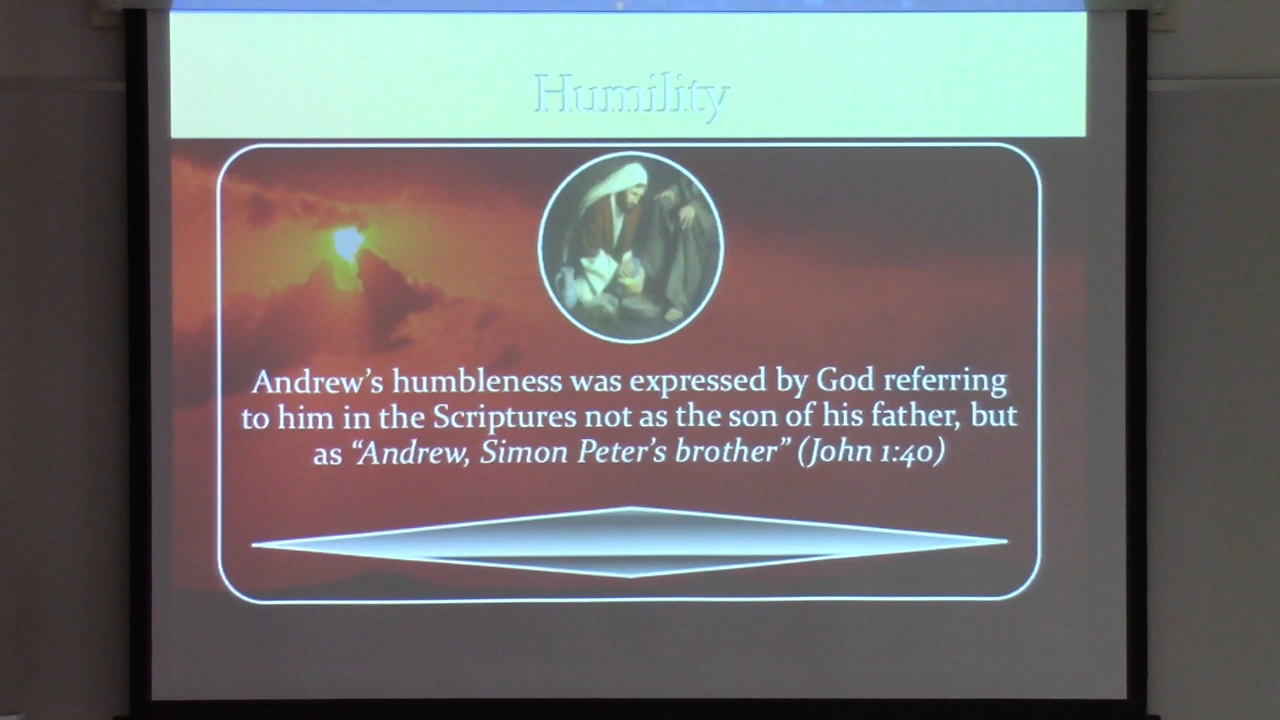 Humility
Andrew’s humbleness was expressed by God referring
to him in the Scriptures not as the son of his father, but
as “Andrew, Simon Peter’s brother” (John 1:40)